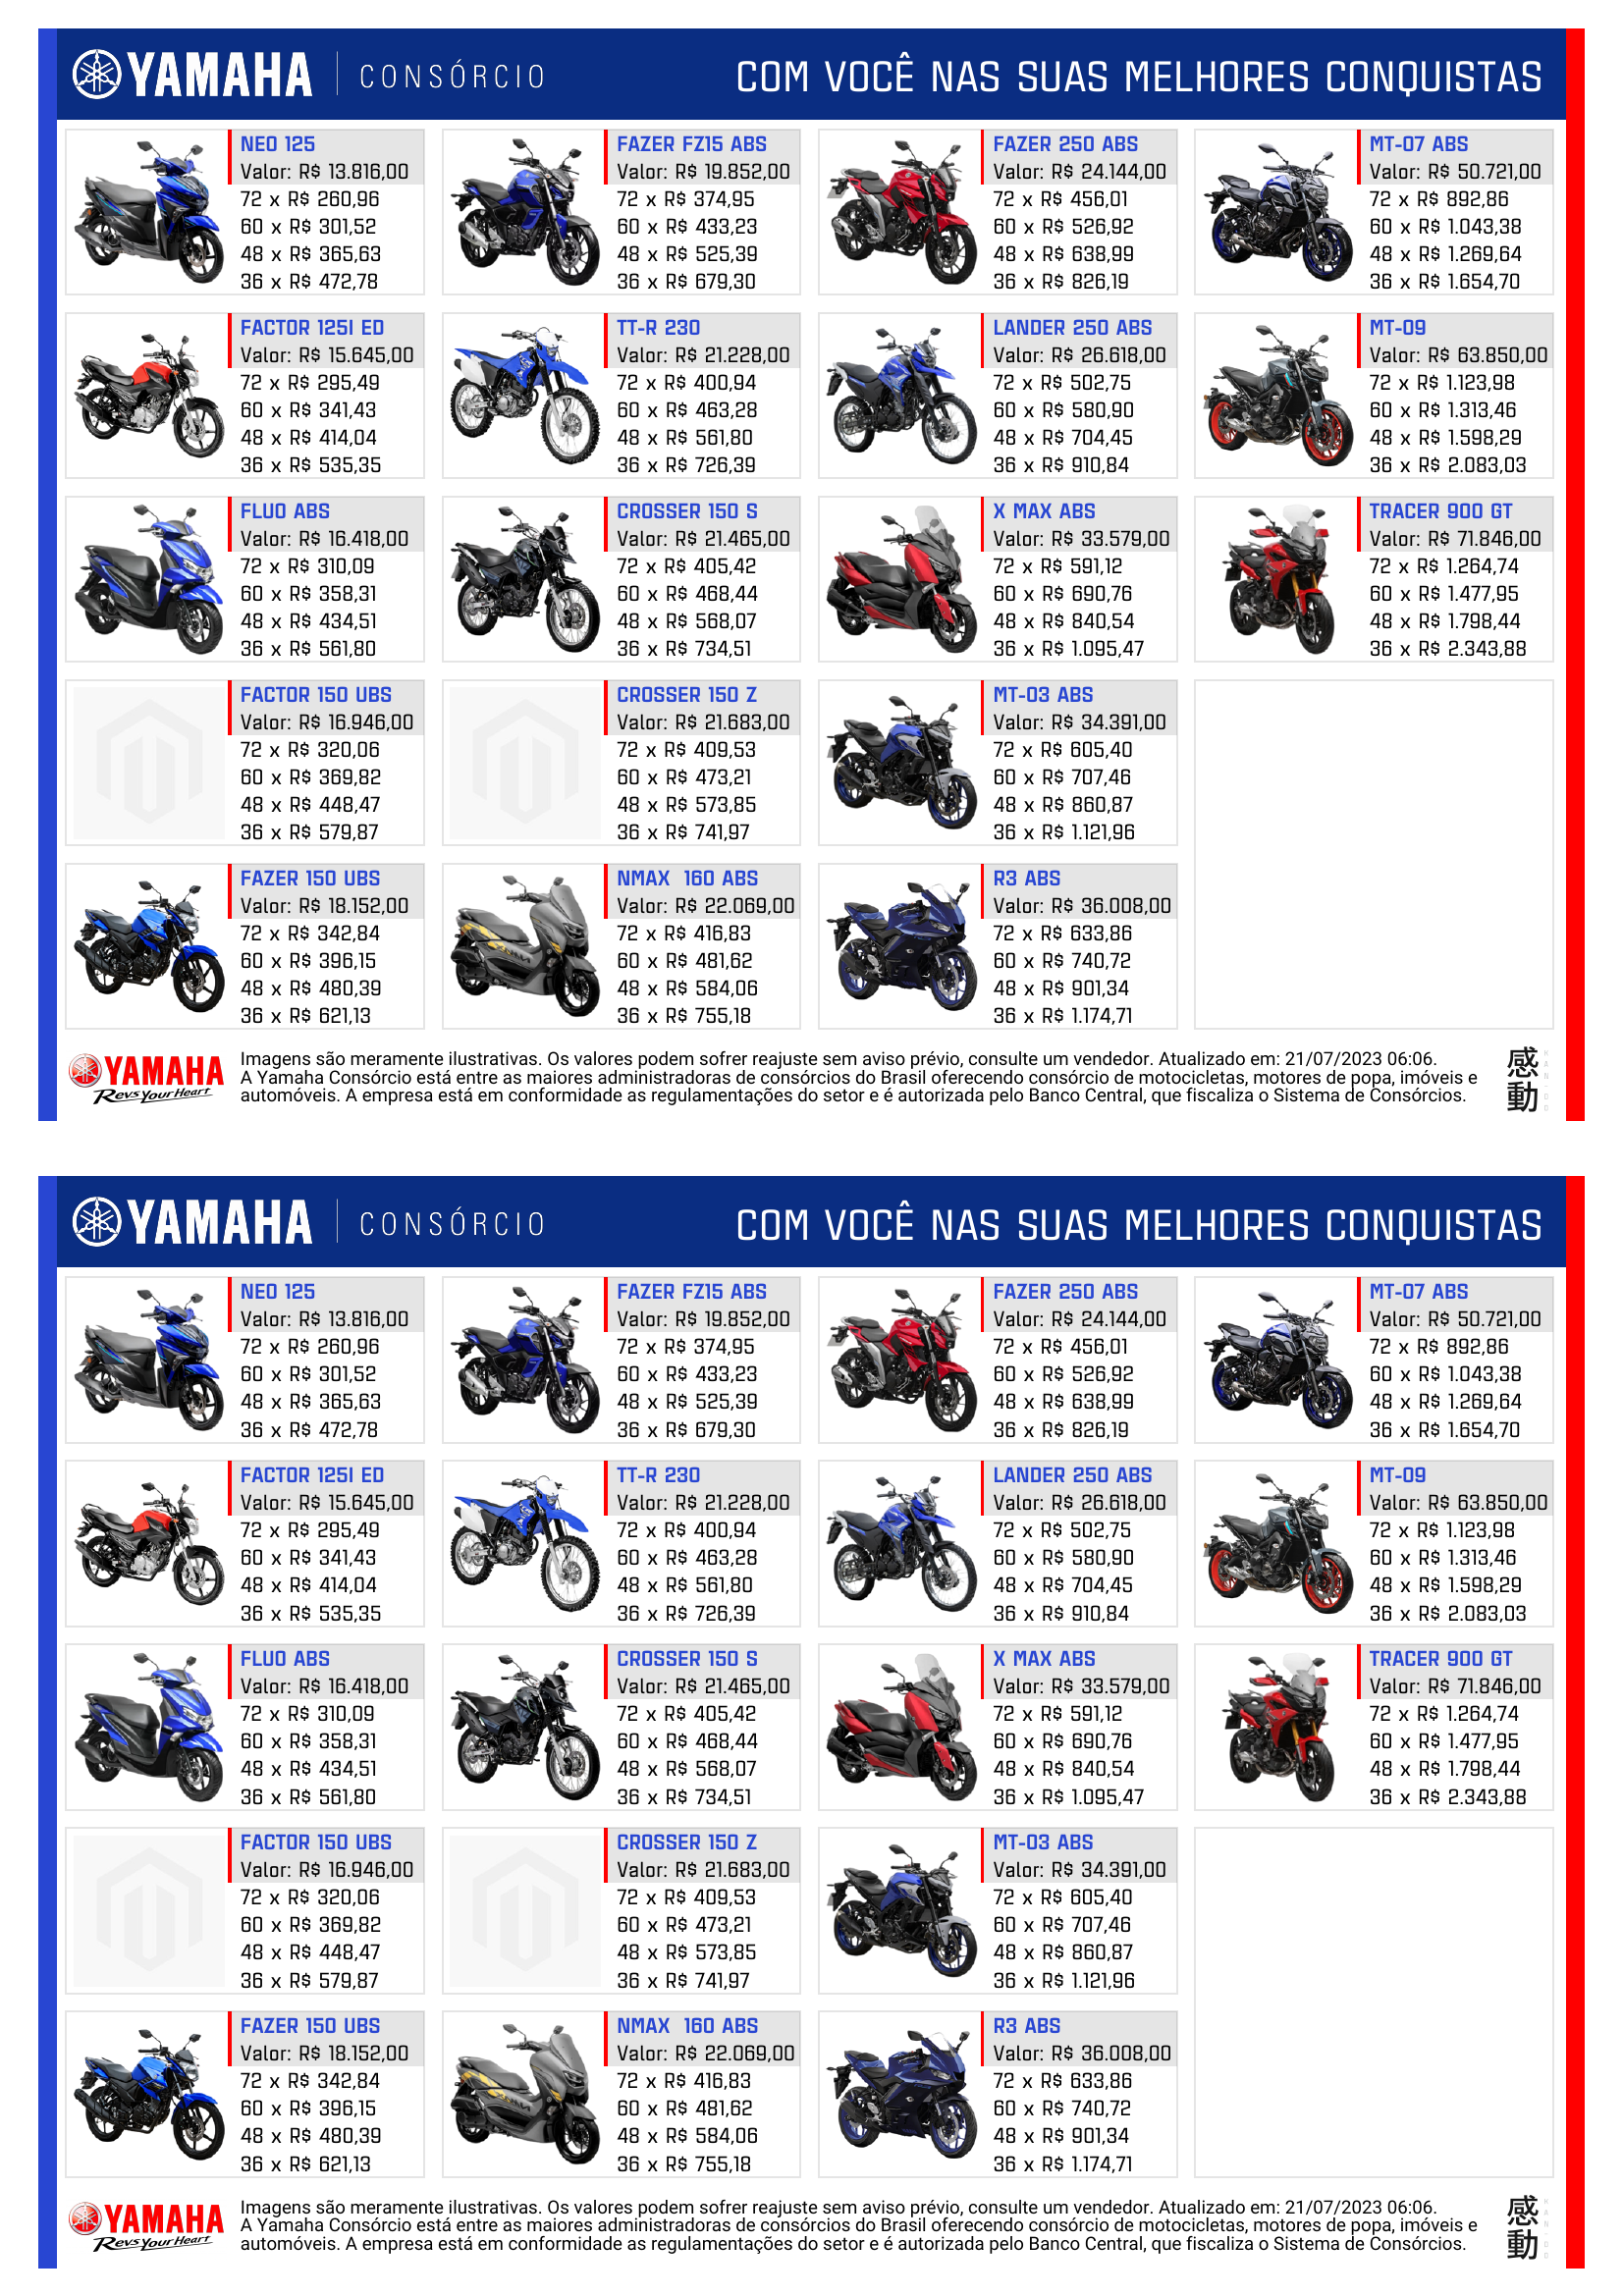 YAMAHA CONSÓRCIO COM VOCÊ NAS SUAS MELHORES CONQUISTAS
NEO 125
Valor: R$ 13.816,00
72 x R$ 260,96
60 x R$ 301,52
48 x R$ 365,63
36 x R$ 472,78
FAZER FZ15 ABS
Valor: R$ 19.852,00
72 x R$ 374,95
60 x R$ 433,23
48 x R$ 525,39
36 x R$ 679,30
FAZER 250 ABS
Valor: R$ 24.144,00
72 x R$ 456,01
60 x R$ 526,92
48 x R$ 638,99
36 x R$ 826,19
MT-07 ABS
Valor: R$ 50.721,00
72 x R$ 892,86
60 x R$ 1.043,38
48 x R$ 1.269,64
36 x R$ 1.654,70
FACTOR 125I ED
Valor: R$ 15.645,00
72 x R$ 295,49
60 x R$ 341,43
48 x R$ 414,04
36 x R$ 535,35
TT-R 230
Valor: R$ 21.228,00
72 x R$ 400,94
60 x R$ 463,28
48 x R$ 561,80
36 x R$ 726,39
LANDER 250 ABS
Valor: R$ 26.618,00
72 x R$ 502,75
60 x R$ 580,90
48 x R$ 704,45
36 x R$ 910,84
MT-09
Valor: R$ 63.850,00
72 x R$ 1.123,98
60 x R$ 1.313,46
48 x R$ 1.598,29
36 x R$ 2.083,03
FLUO ABS
Valor: R$ 16.418,00
72 x R$ 310,09
60 x R$ 358,31
48 x R$ 434,51
36 x R$ 561,80
CROSSER 150 S
Valor: R$ 21.465,00
72 x R$ 405,42
60 x R$ 468,44
48 x R$ 568,07
36 x R$ 734,51
X MAX ABS
Valor: R$ 33.579,00
72 x R$ 591,12
60 x R$ 690,76
48 x R$ 840,54
36 x R$ 1.095,47
TRACER 900 GT
Valor: R$ 71.846,00
72 x R$ 1.264,74
60 x R$ 1.477,95
48 x R$ 1.798,44
36 x R$ 2.343,88
FACTOR 150 UBS
Valor: R$ 16.946,00
72 x R$ 320,06
60 x R$ 369,82
48 x R$ 448,47
36 x R$ 579,87
CROSSER 150 Z
Valor: R$ 21.683,00
72 x R$ 409,53
60 x R$ 473,21
48 x R$ 573,85
36 x R$ 741,97
MT-03 ABS
Valor: R$ 34.391,00
72 x R$ 605,40
60 x R$ 707,46
48 x R$ 860,87
36 x R$ 1.121,96
FAZER 150 UBS
Valor: R$ 18.152,00
72 x R$ 342,84
60 x R$ 396,15
48 x R$ 480,39
36 x R$ 621,13
NMAX 160 ABS
Valor: R$ 22.069,00
72 x R$ 416,83
60 x R$ 481,62
48 x R$ 584,06
36 x R$ 755,18
R3 ABS
Valor: R$ 36.008,00
72 x R$ 633,86
60 x R$ 740,72
48 x R$ 901,34
36 x R$ 1.174,71
YAMAHA
Revs Your Heart
Imagens são meramente ilustrativas. Os valores podem sofrer reajuste sem aviso prévio, consulte um vendedor. Atualizado em: 21/07/2023 06:06.
A Yamaha Consórcio está entre as maiores administradoras de consórcios do Brasil oferecendo consórcio de motocicletas, motores de popa, imóveis e
automóveis. A empresa está em conformidade as regulamentações do setor e é autorizada pelo Banco Central, que fiscaliza o Sistema de Consórcios.
感動
YAMAHA CONSÓRCIO COM VOCÊ NAS SUAS MELHORES CONQUISTAS
NEO 125
Valor: R$ 13.816,00
72 x R$ 260,96
60 x R$ 301,52
48 x R$ 365,63
36 x R$ 472,78
FAZER FZ15 ABS
Valor: R$ 19.852,00
72 x R$ 374,95
60 x R$ 433,23
48 x R$ 525,39
36 x R$ 679,30
FAZER 250 ABS
Valor: R$ 24.144,00
72 x R$ 456,01
60 x R$ 526,92
48 x R$ 638,99
36 x R$ 826,19
MT-07 ABS
Valor: R$ 50.721,00
72 x R$ 892,86
60 x R$ 1.043,38
48 x R$ 1.269,64
36 x R$ 1.654,70
FACTOR 125I ED
Valor: R$ 15.645,00
72 x R$ 295,49
60 x R$ 341,43
48 x R$ 414,04
36 x R$ 535,35
TT-R 230
Valor: R$ 21.228,00
72 x R$ 400,94
60 x R$ 463,28
48 x R$ 561,80
36 x R$ 726,39
LANDER 250 ABS
Valor: R$ 26.618,00
72 x R$ 502,75
60 x R$ 580,90
48 x R$ 704,45
36 x R$ 910,84
MT-09
Valor: R$ 63.850,00
72 x R$ 1.123,98
60 x R$ 1.313,46
48 x R$ 1.598,29
36 x R$ 2.083,03
FLUO ABS
Valor: R$ 16.418,00
72 x R$ 310,09
60 x R$ 358,31
48 x R$ 434,51
36 x R$ 561,80
CROSSER 150 S
Valor: R$ 21.465,00
72 x R$ 405,42
60 x R$ 468,44
48 x R$ 568,07
36 x R$ 734,51
X MAX ABS
Valor: R$ 33.579,00
72 x R$ 591,12
60 x R$ 690,76
48 x R$ 840,54
36 x R$ 1.095,47
TRACER 900 GT
Valor: R$ 71.846,00
72 x R$ 1.264,74
60 x R$ 1.477,95
48 x R$ 1.798,44
36 x R$ 2.343,88
FACTOR 150 UBS
Valor: R$ 16.946,00
72 x R$ 320,06
60 x R$ 369,82
48 x R$ 448,47
36 x R$ 579,87
CROSSER 150 Z
Valor: R$ 21.683,00
72 x R$ 409,53
60 x R$ 473,21
48 x R$ 573,85
36 x R$ 741,97
MT-03 ABS
Valor: R$ 34.391,00
72 x R$ 605,40
60 x R$ 707,46
48 x R$ 860,87
36 x R$ 1.121,96
FAZER 150 UBS
Valor: R$ 18.152,00
72 x R$ 342,84
60 x R$ 396,15
48 x R$ 480,39
36 x R$ 621,13
NMAX 160 ABS
Valor: R$ 22.069,00
72 x R$ 416,83
60 x R$ 481,62
48 x R$ 584,06
36 x R$ 755,18
R3 ABS
Valor: R$ 36.008,00
72 x R$ 633,86
60 x R$ 740,72
48 x R$ 901,34
36 x R$ 1.174,71
YAMAHA
Revs Your Heart
Imagens são meramente ilustrativas. Os valores podem sofrer reajuste sem aviso prévio, consulte um vendedor. Atualizado em: 21/07/2023 06:06.
A Yamaha Consórcio está entre as maiores administradoras de consórcios do Brasil oferecendo consórcio de motocicletas, motores de popa, imóveis e
automóveis. A empresa está em conformidade as regulamentações do setor e é autorizada pelo Banco Central, que fiscaliza o Sistema de Consórcios.
感動